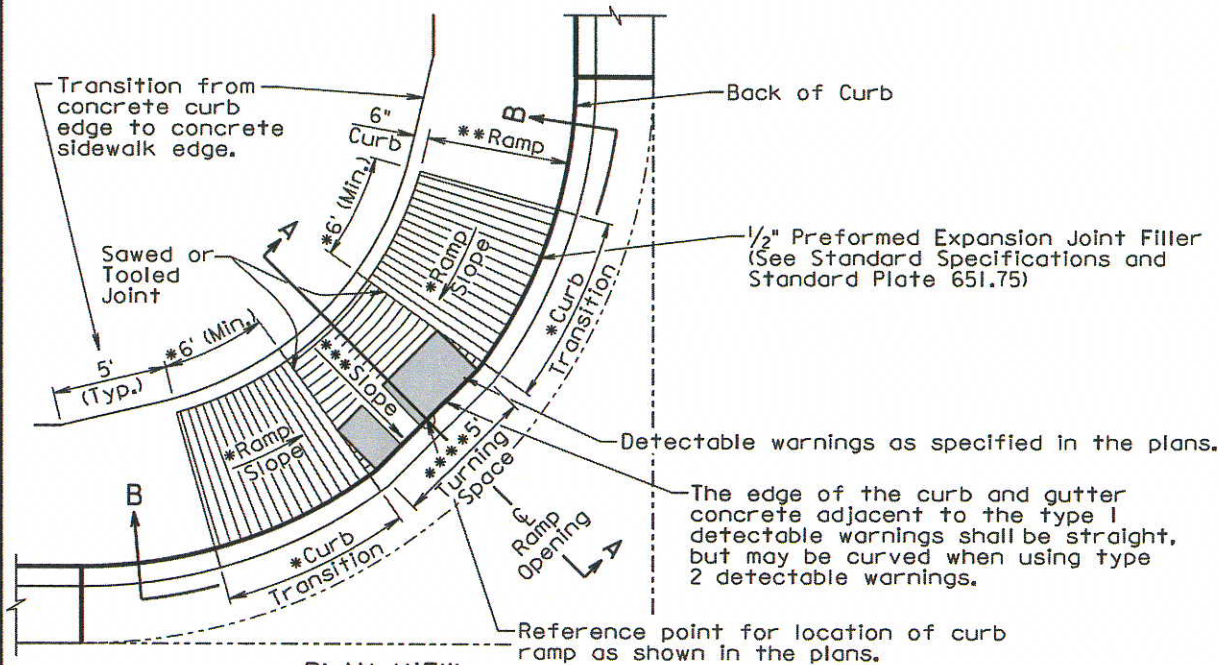 Transition from
concrete curb
edge to concrete
sidewalk edge.
6"
Curb
**Ramp
B
Back of Curb
*6' (Min.)
A
Sawed or
Tooled
Joint
*Ramp
Slope
1/2" Preformed Expansion Joint Filler
(See Standard Specifications and
Standard Plate 651.75)
*Curb
Transition
5'
(Typ.)
*6' (Min.)
***Slope
*Ramp
Slope
B
****5'
Turning
Space
Detectable warnings as specified in the plans.
The edge of the curb and gutter
concrete adjacent to the type 1
detectable warnings shall be straight,
but may be curved when using type
2 detectable warnings.
℄
Ramp
Opening
A
*Curb
Transition
Reference point for location of curb
ramp as shown in the plans.
PLAN VIEW